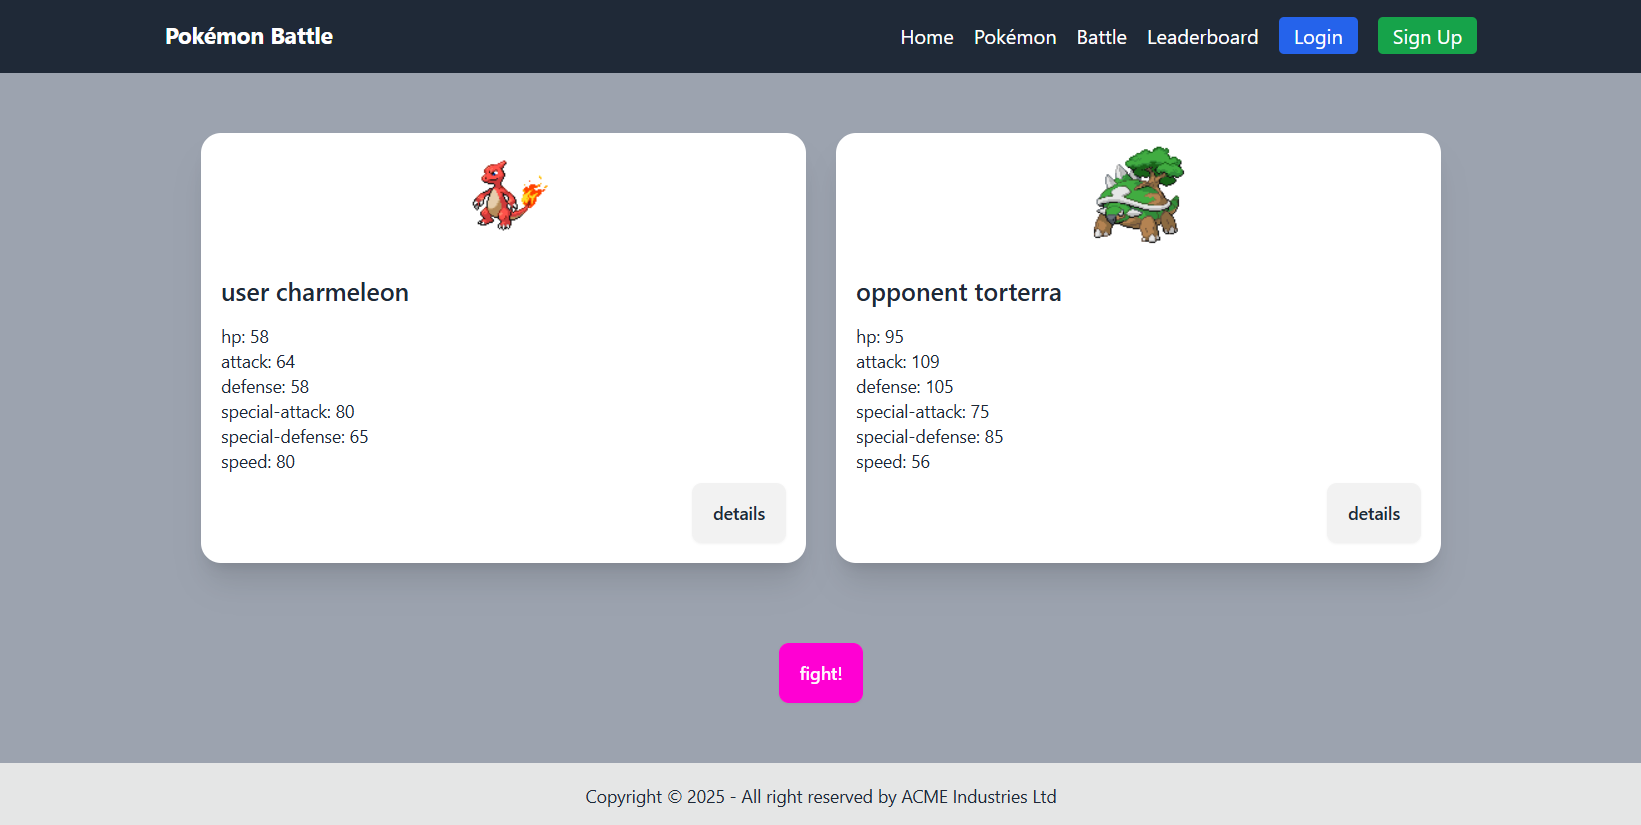 Pokémon Battle
Home Pokémon Battle Leaderboard Login Sign Up
user charmeleon
hp: 58
attack: 64
defense: 58
special-attack: 80
special-defense: 65
speed: 80
details
opponent torterra
hp: 95
attack: 109
defense: 105
special-attack: 75
special-defense: 85
speed: 56
details
fight!
Copyright © 2025 - All right reserved by ACME Industries Ltd